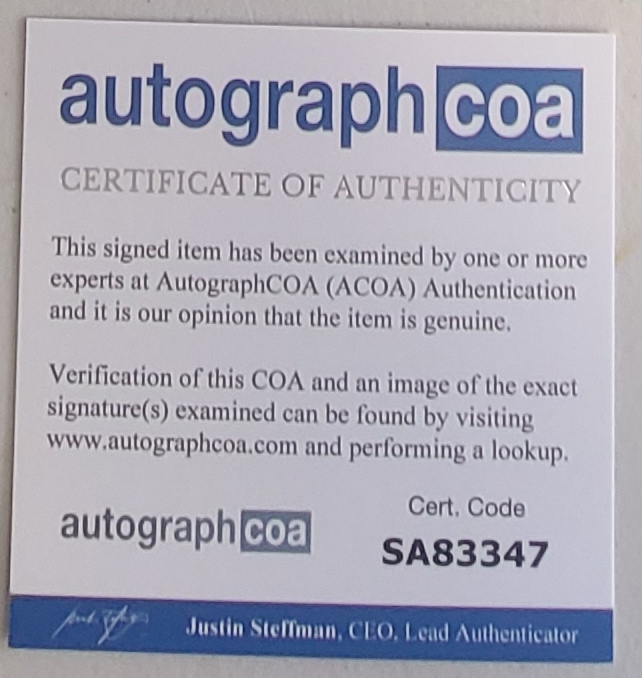 autograph coa
CERTIFICATE OF AUTHENTICITY
This signed item has been examined by one or more
experts at AutographCOA (ACOA) Authentication
and it is our opinion that the item is genuine.
Verification of this COA and an image of the exact
signature(s) examined can be found by visiting
www.autographcoa.com and performing a lookup.
autograph coa
Cert. Code
SA83347
Justin Steffman, CEO, Lead Authenticator